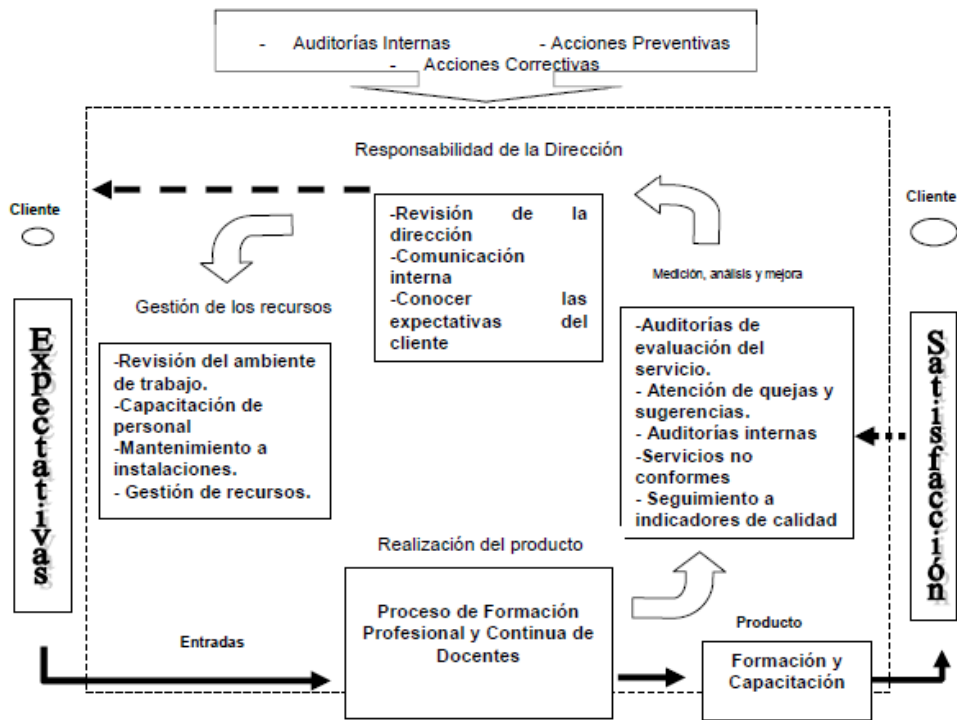 - Auditorías Internas - Acciones Preventivas
- Acciones Correctivas
Responsabilidad de la Dirección
Cliente
Cliente
-Revisión de la
dirección
-Comunicación
interna
-Conocer las
expectativas del
cliente
Medición, análisis y mejora
Gestión de los recursos
Expectativas
-Revisión del ambiente
de trabajo.
-Capacitación de
personal
-Mantenimiento a
instalaciones.
- Gestión de recursos.
-Auditorías de
evaluación del
servicio.
- Atención de quejas y
sugerencias.
- Auditorías internas
-Servicios no
conformes
- Seguimiento a
indicadores de calidad
Satisfacción
Realización del producto
Proceso de Formación
Profesional y Continua de
Docentes
Entradas
Producto
Formación y
Capacitación